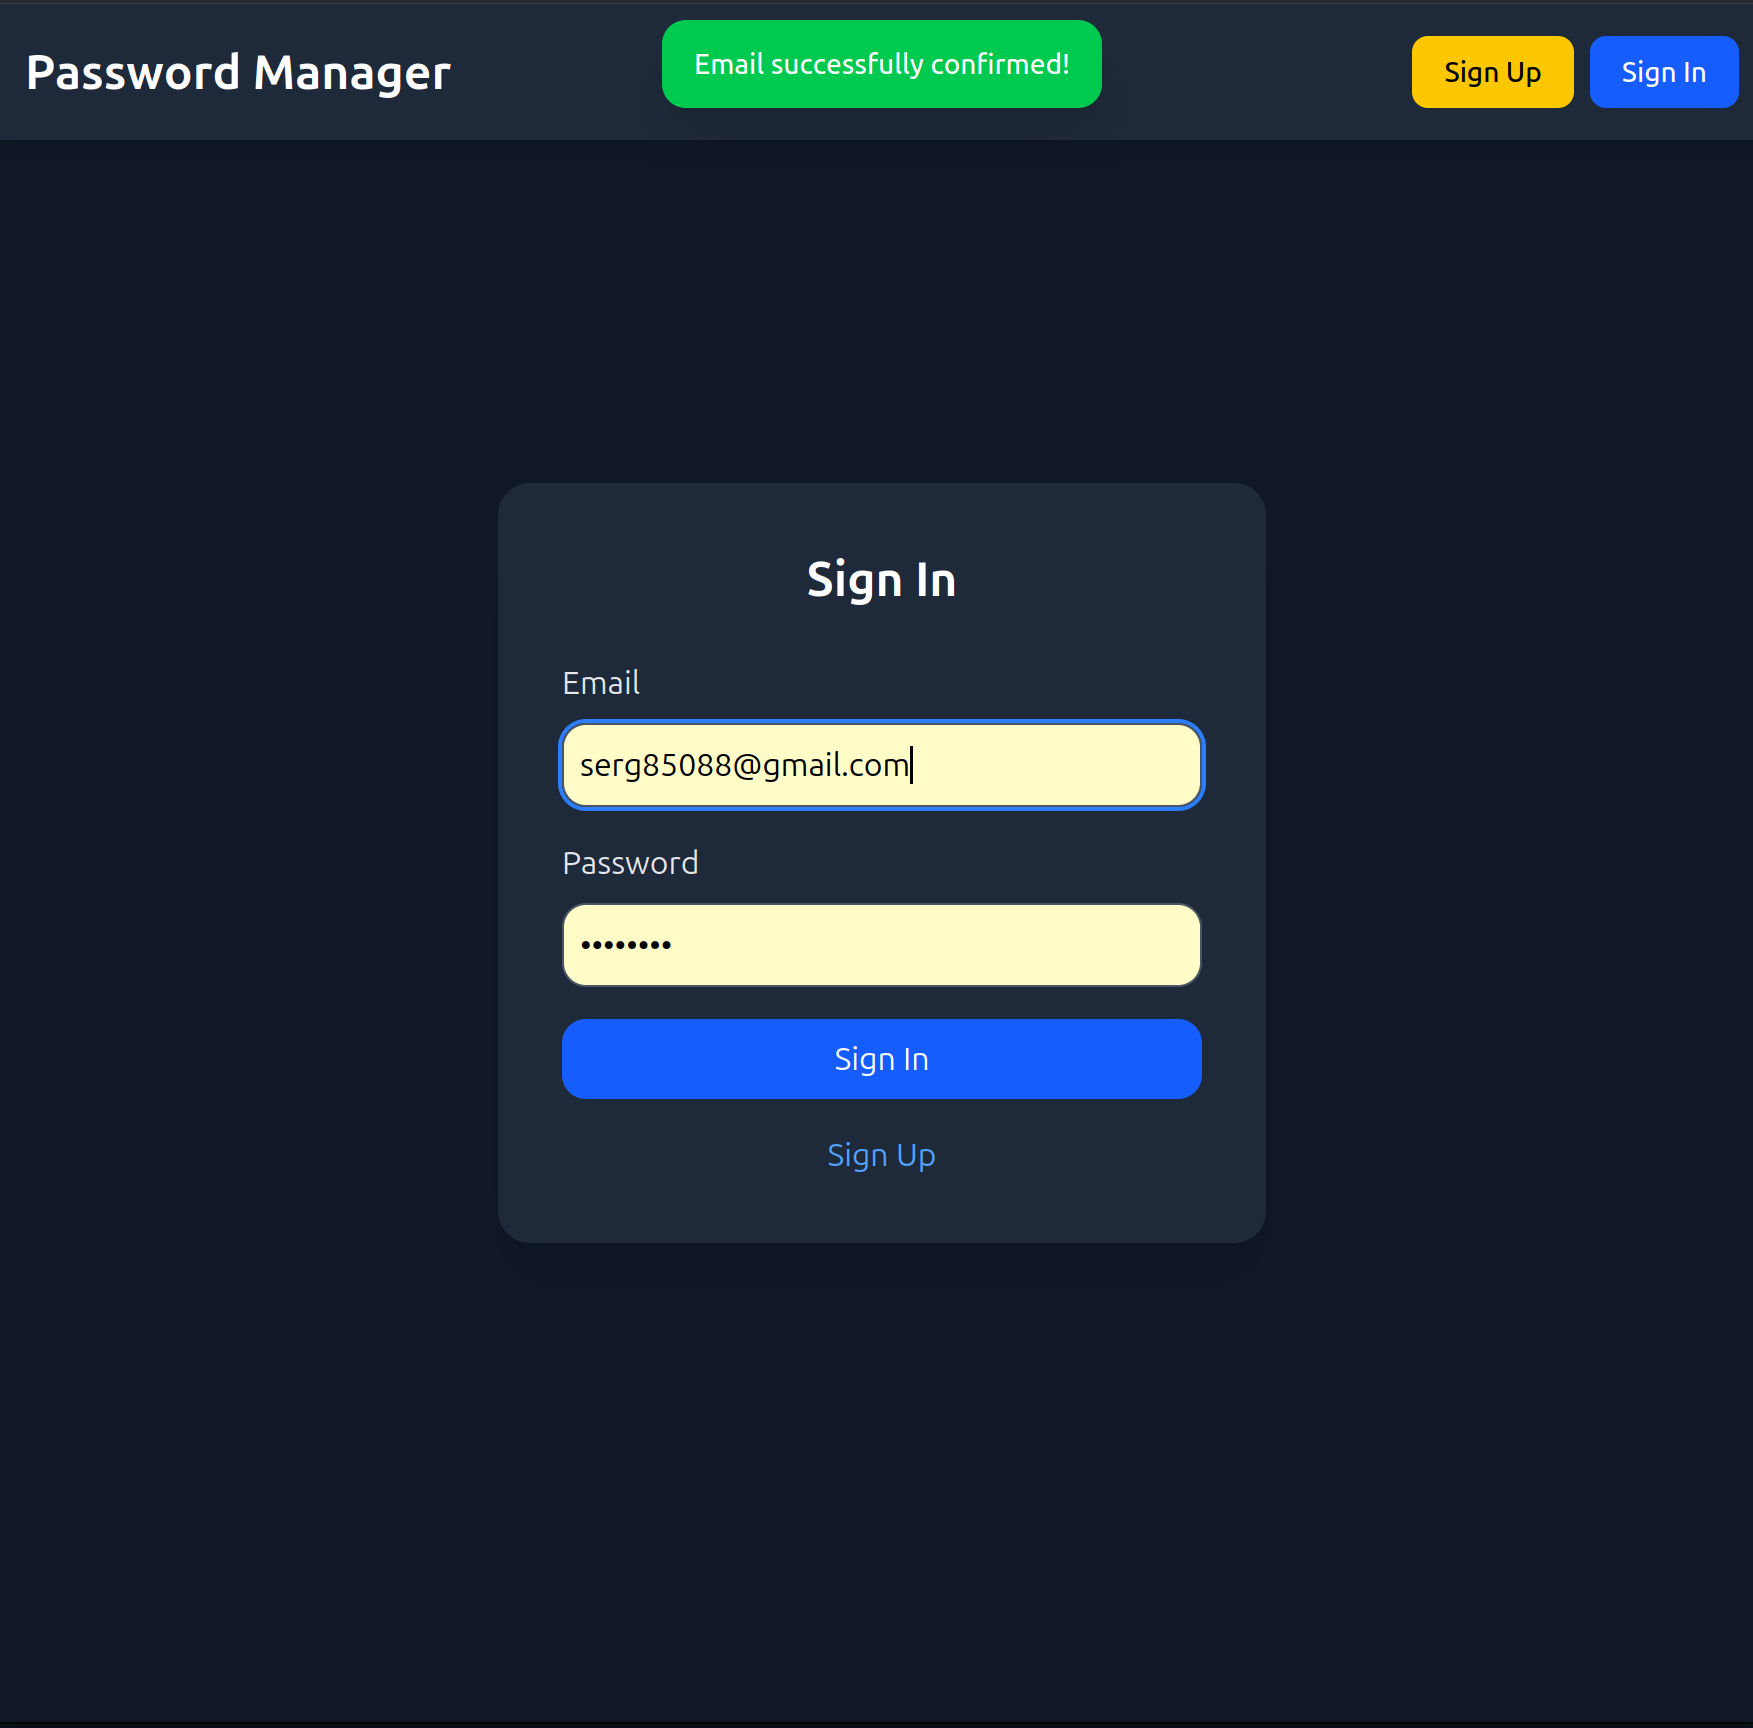 Password Manager
Email successfully confirmed!
Sign Up
Sign In
Sign In
Email
serg85088@gmail.com
Password
••••••••
Sign In
Sign Up